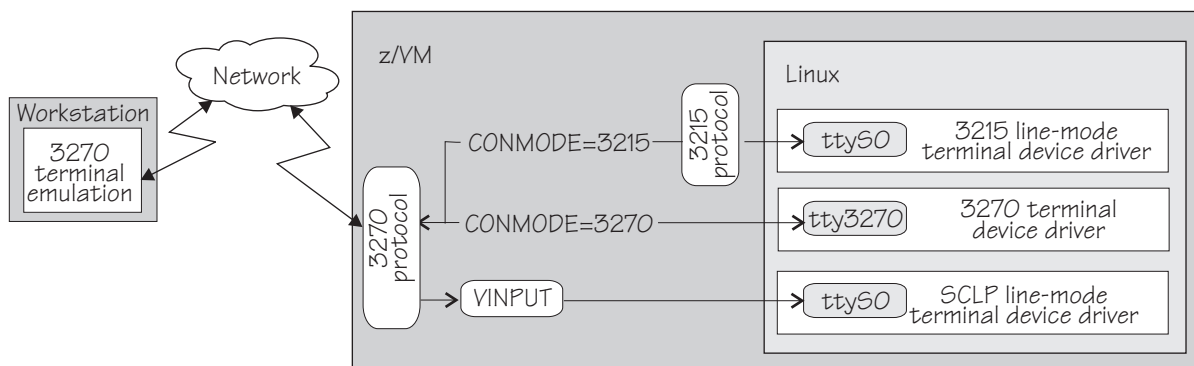 z/VM
Network
Workstation
3270
terminal
emulation
3270
protocol
CONMODE=3215
3215
protocol
CONMODE=3270
VINPUT
Linux
ttyS0
3215 line-mode
terminal device driver
tty3270
3270 terminal
device driver
ttyS0
SCLP line-mode
terminal device driver